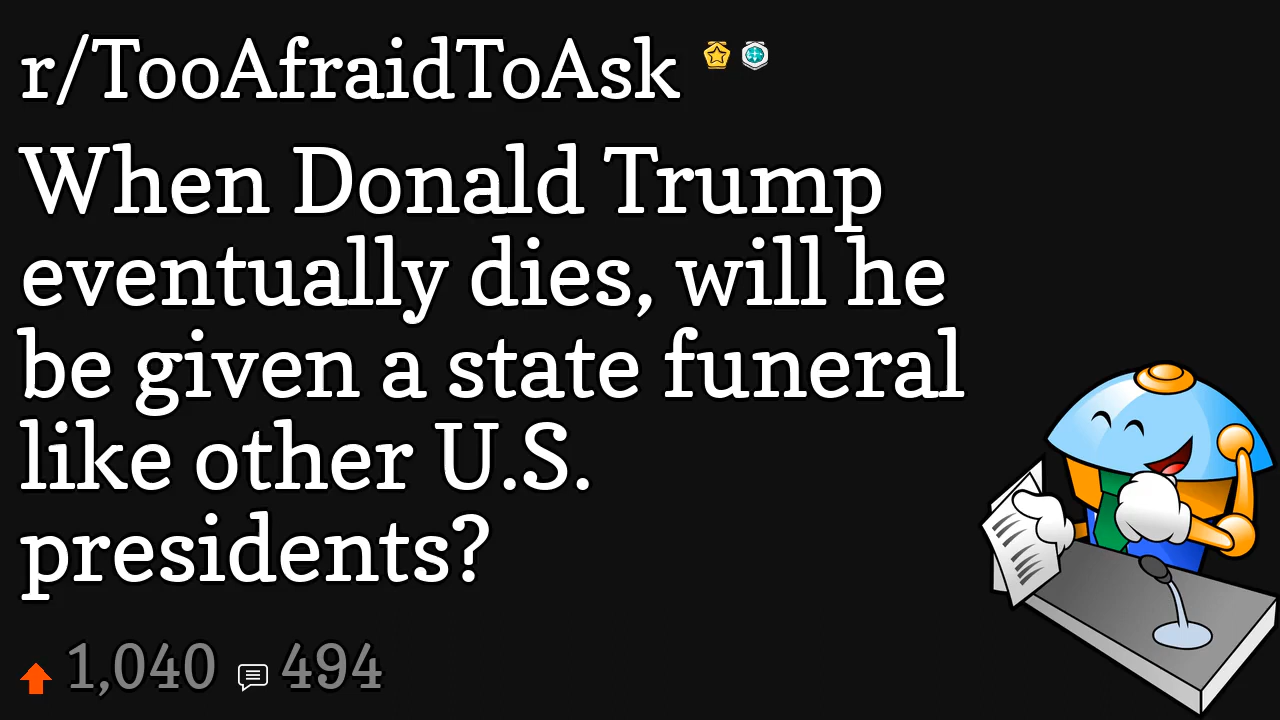 r/TooAfraidToAsk
When Donald Trump
eventually dies, will he
be given a state funeral
like other U.S.
presidents?
1,040 494